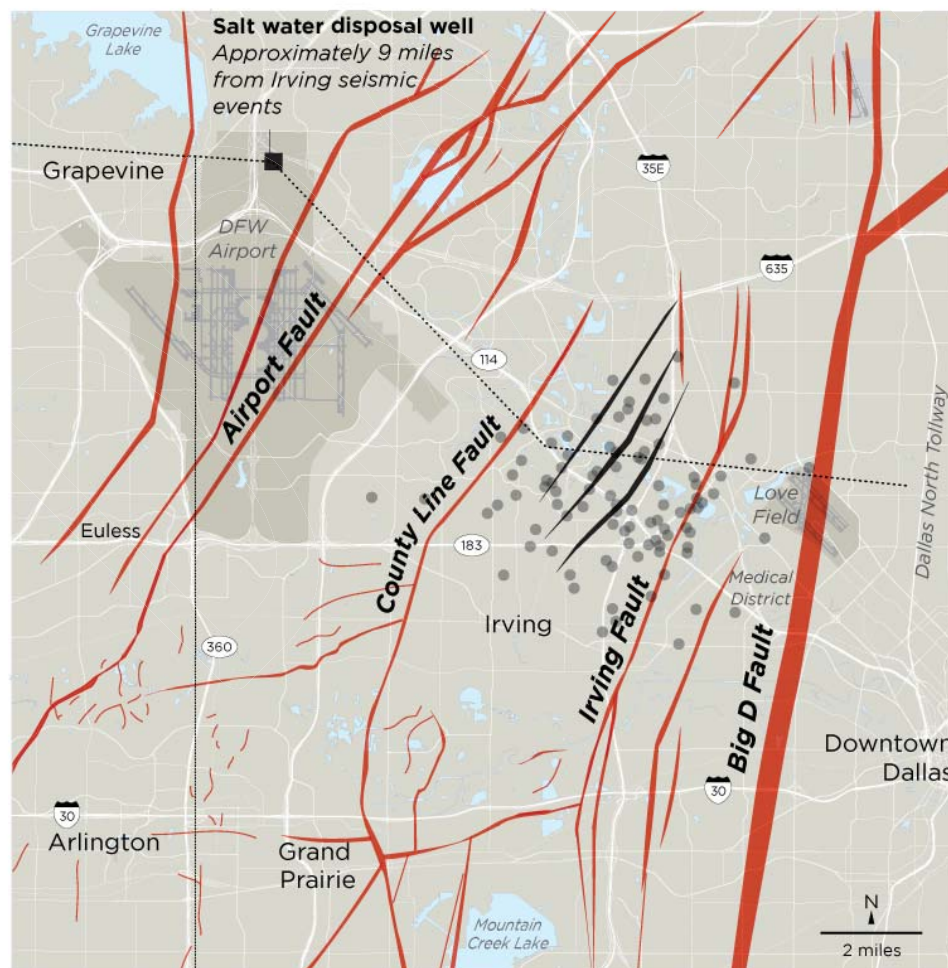 Grapevine
Lake
Salt water disposal well
Approximately 9 miles
from Irving seismic
events
Grapevine
35E
DFW
Airport
635
Airport Fault
114
County Line Fault
Dallas North Tollway
Love
Field
Euless
183
Medical
District
Irving
Irving Fault
360
Big D Fault
Downtown
Dallas
30
30
Arlington
Grand
Prairie
Mountain
Creek Lake
N
2 miles